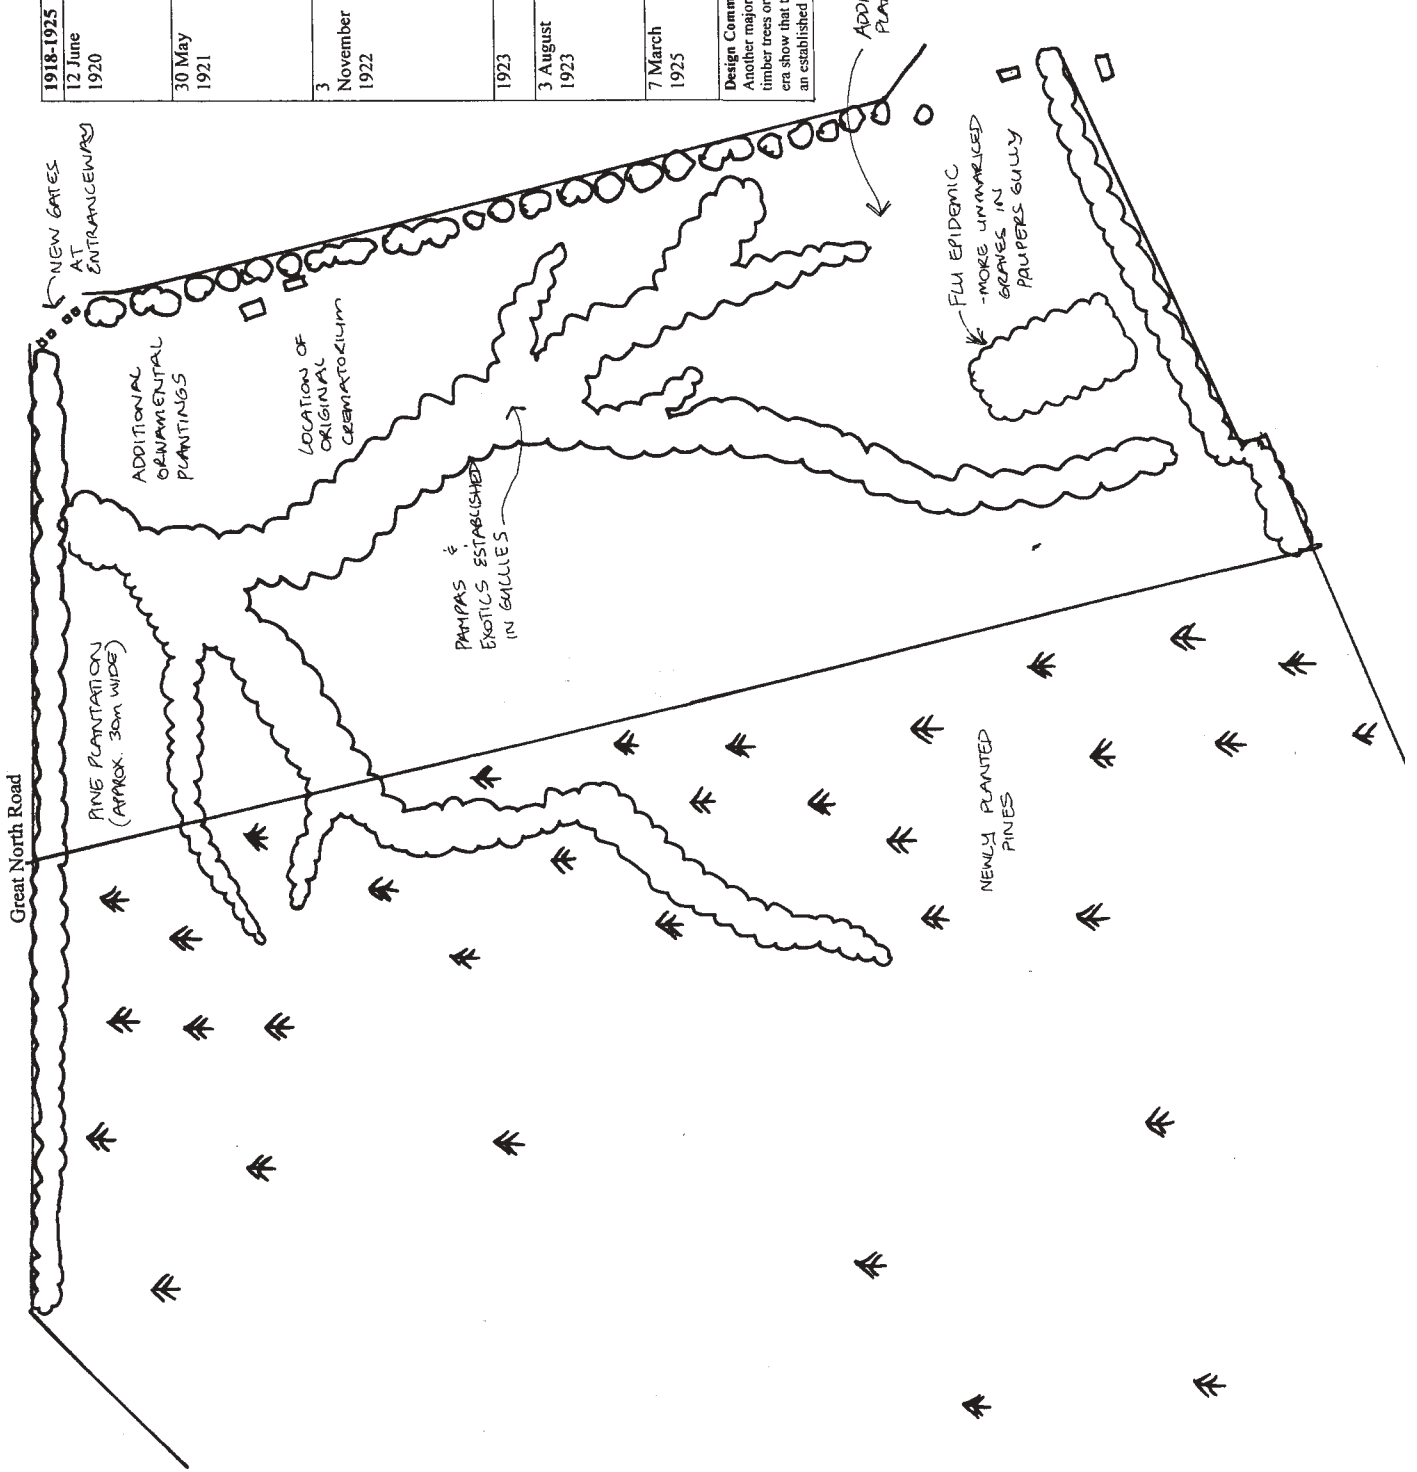 Great North Road
NEW GATES
AT
ENTRANCEWAY
PINE PLANTATION
(APROX. 30m WIDE)
ADDITIONAL
ORNAMENTAL
PLANTINGS
LOCATION OF
ORIGINAL
CREMATORIUM
PAMPAS &
EXOTICS ESTABLISHED
IN GULLIES
NEWLY PLANTED
PINES
FLU EPIDEMIC
-MORE UNMARKED
GRAVES IN
PAUPERS GULLY
1918-1925
12 June
1920
30 May
1921
3
November
1922
1923
3 August
1923
7 March
1925
Design Comm
Another major
timber trees or
era show that t
an established
ADDI
PLA